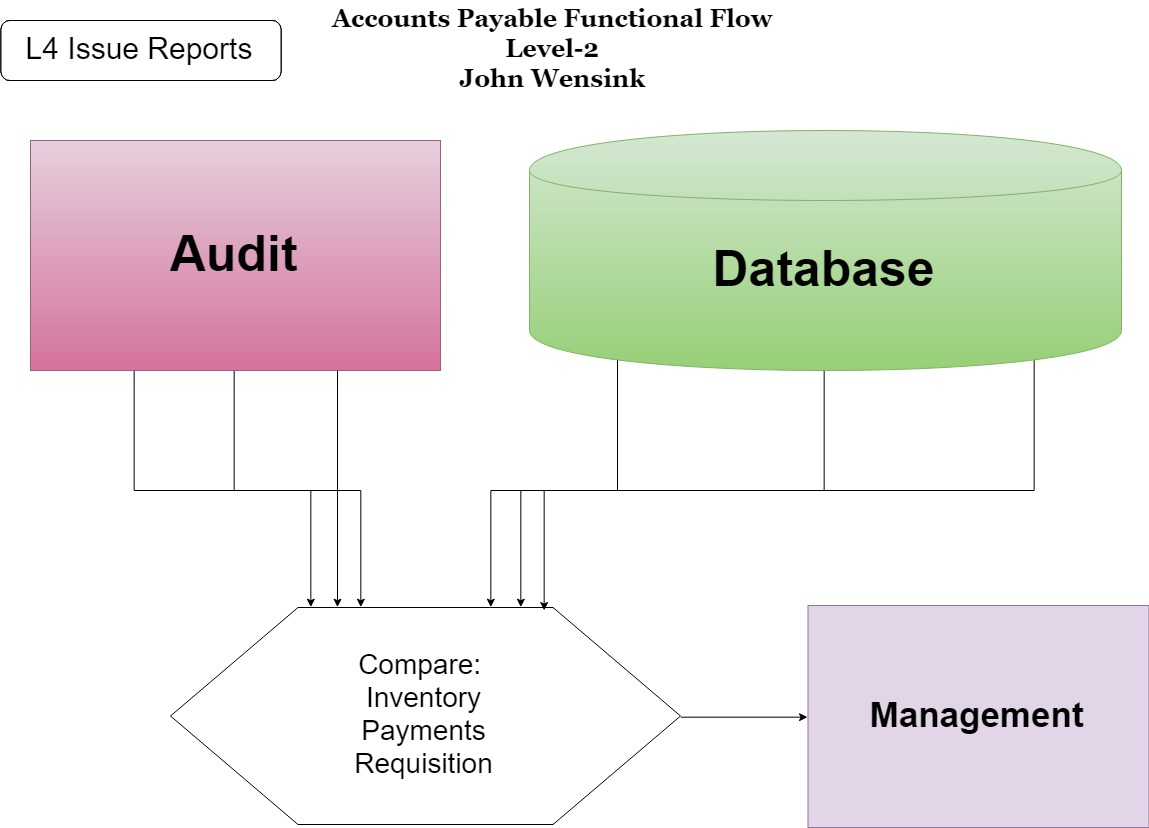 Accounts Payable Functional Flow
Level-2
John Wensink
L4 Issue Reports
Audit
Database
Compare:
Inventory
Payments
Requisition
Management